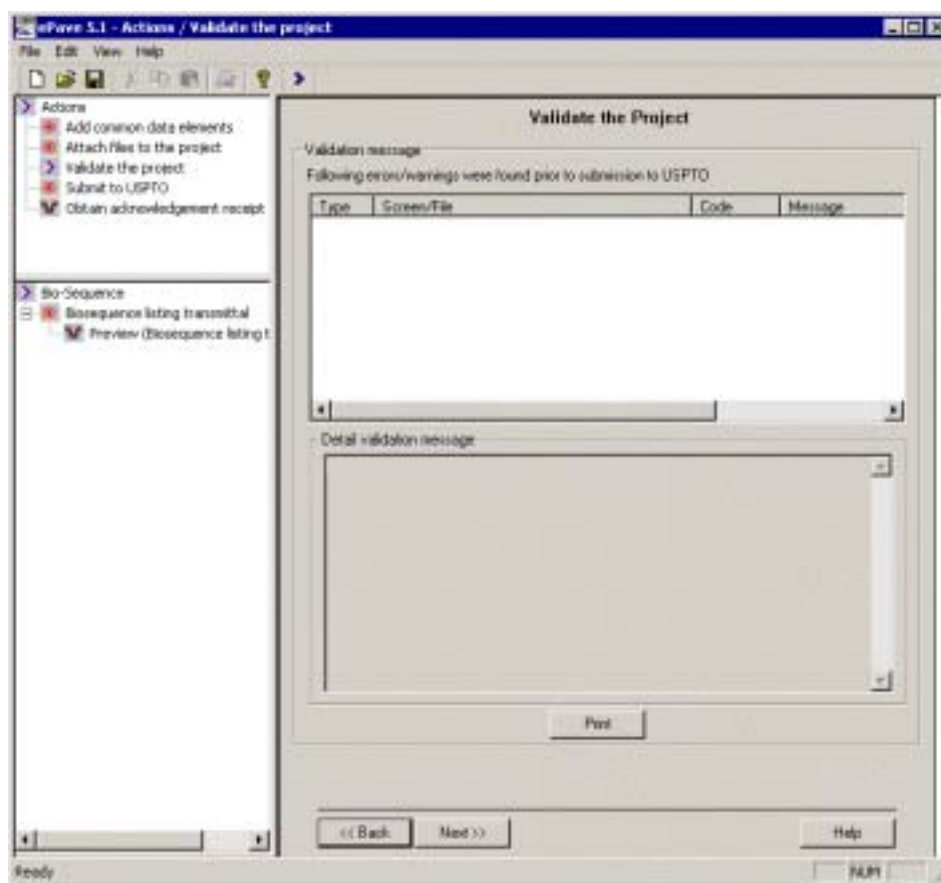 ePave 5.1 - Actions / Validate the project
File Edit View Help
Actions
Add common data elements
Attach files to the project
Validate the project
Submit to USPTO
Obtain acknowledgement receipt
Bio-Sequence
Biosequence listing transmittal
Preview (Biosequence listing t
Validate the Project
Validation message
Following errors/warnings were found prior to submission to USPTO
Type Screen/File Code Message
Detail validation message
Print
<< Back Next >> Help
Ready NUM